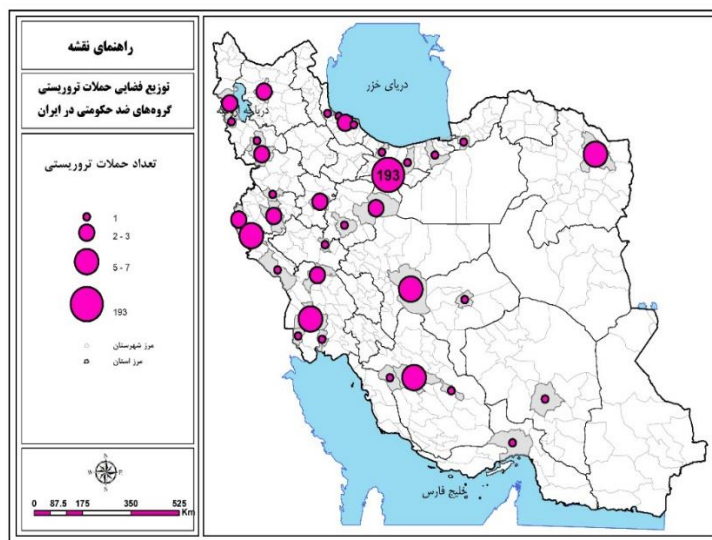 راهنمای نقشه
توزیع فضایی حملات تروریستی
گروه‌های ضد حکومتی در ایران
تعداد حملات تروریستی
1
2 - 3
5 - 7
193
مرز شهرستان
مرز استان
N
W
E
S
0 87.5 175 350 525
Km
دریای خزر
دریاچه
193
خلیج فارس